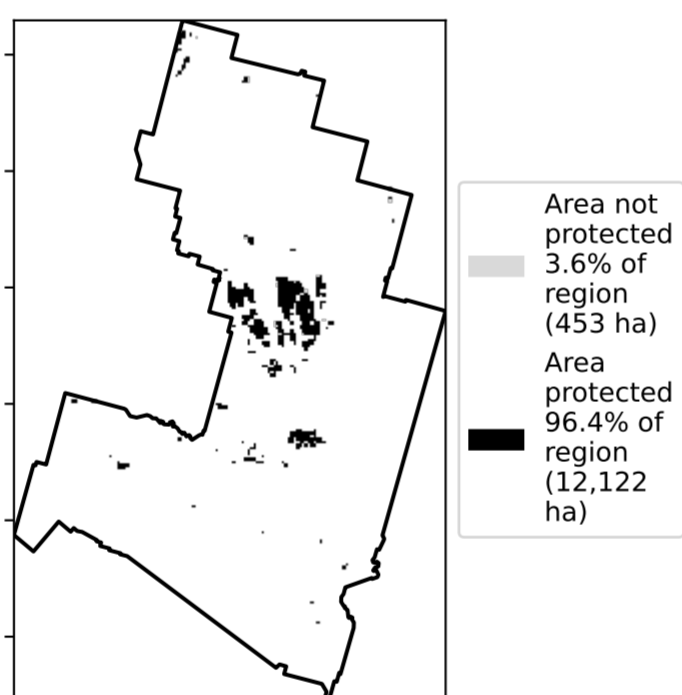 Area not
protected
3.6% of
region
(453 ha)
Area
protected
96.4% of
region
(12,122
ha)